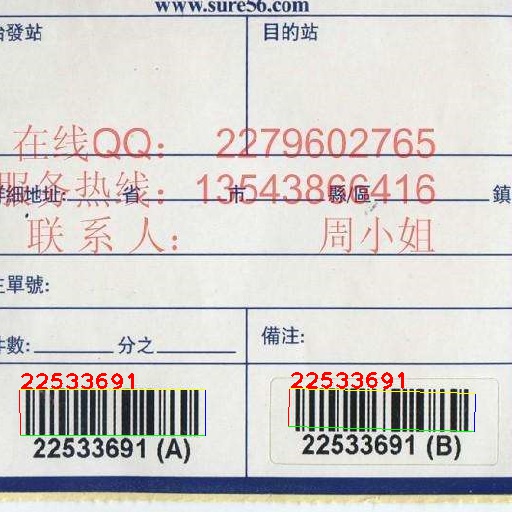 www.sure56.com
始發站 目的站
在线QQ： 2279602765
詳細地址: 省 市 縣/區 鎮
服务热线：13543866416
联 系 人： 周小姐
主單號:
件數: 分之 備注:
22533691 22533691
22533691 (A) 22533691 (B)